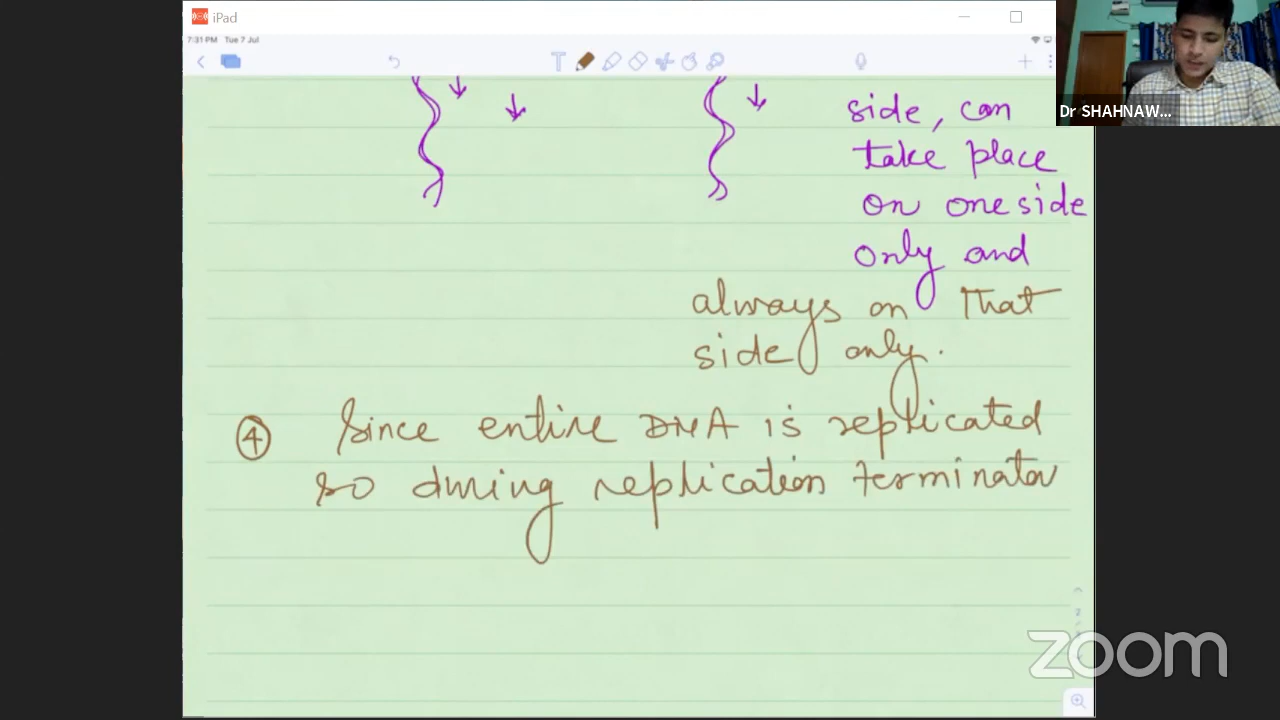 iPad
7:31 PM Tue 7 Jul
T
Dr SHAHNAW...
side, can
take place
on one side
only and
always on that
side only.
④ Since entire DNA is replicated
so during replication terminator
zoom